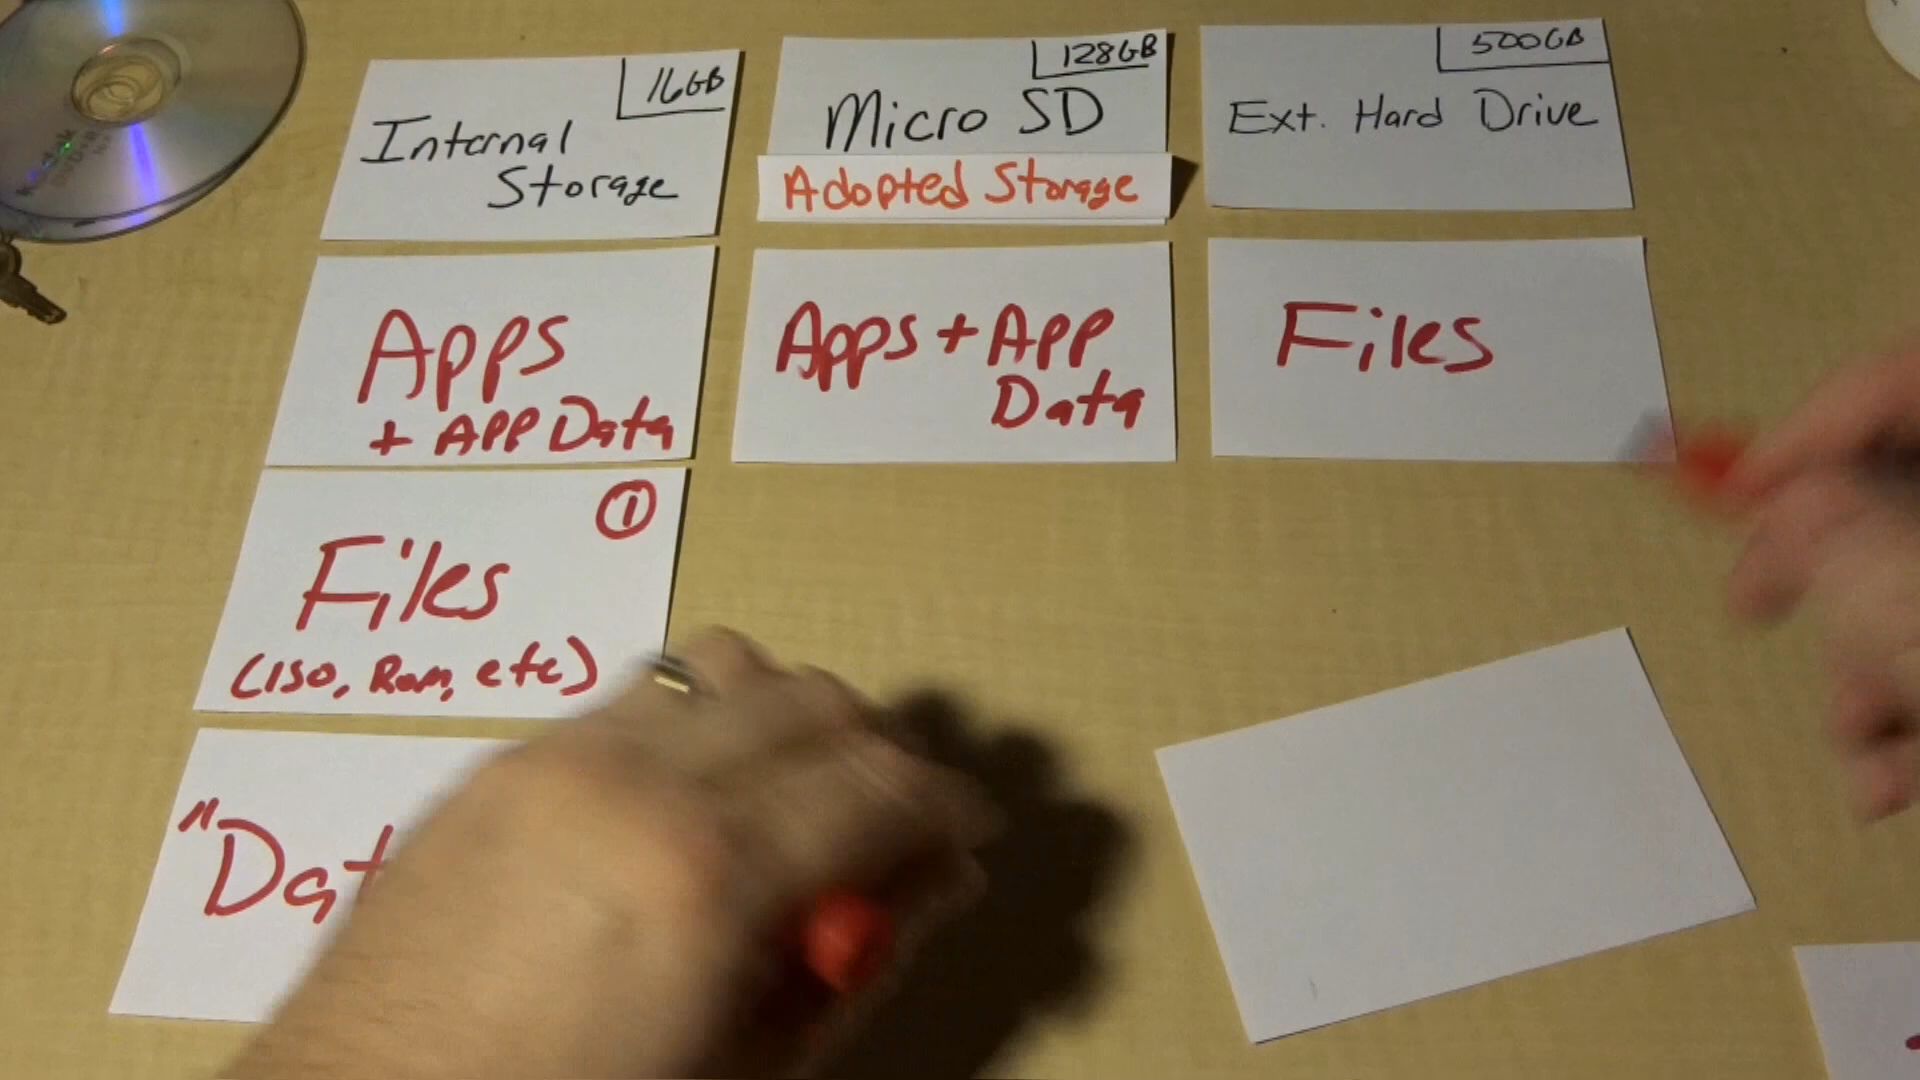 16GB
Internal
Storage
128GB
Micro SD
Adopted Storage
500GB
Ext. Hard Drive
Apps
+ APP Data
Apps + APP
Data
Files
1
Files
(ISO, Rom, etc)
"Dat